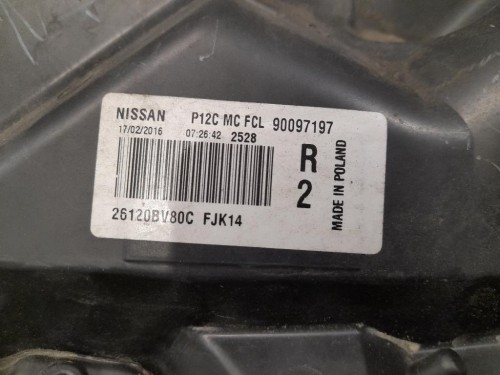 NISSAN P12C MC FCL 90097197
17/02/2016 07:26:42 2528
R
2
MADE IN POLAND
26120BV80C FJK14